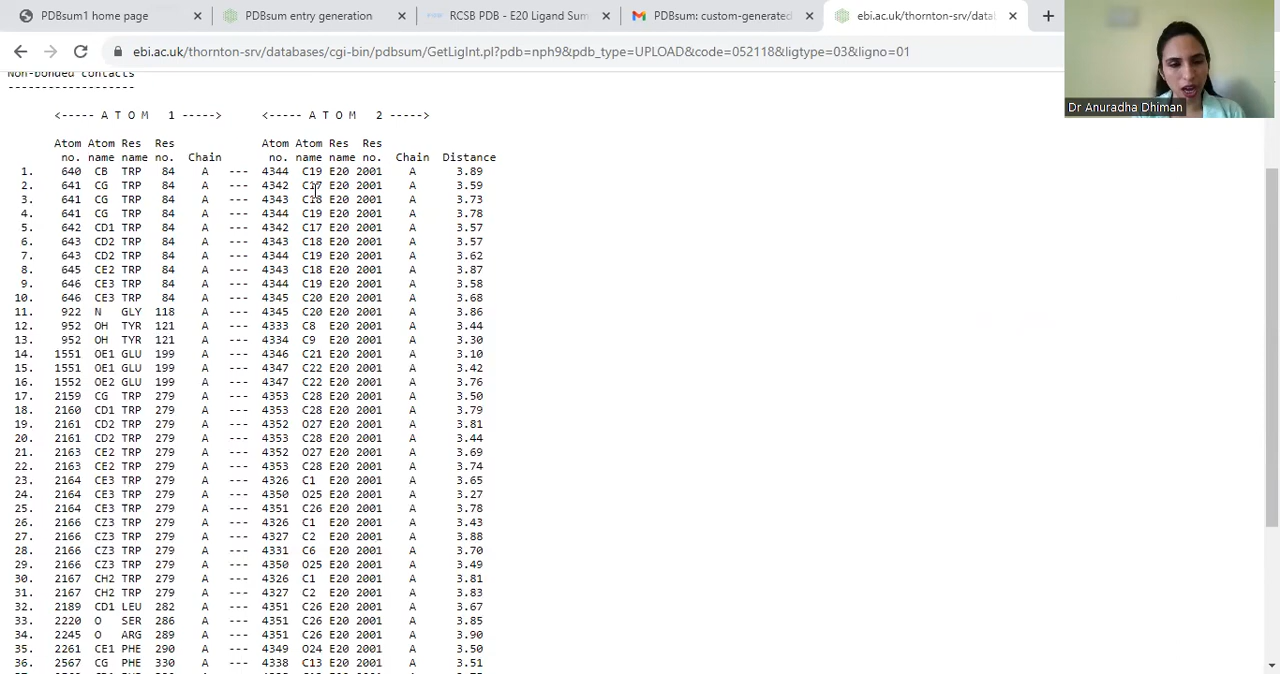 PDBsum1 home page
PDBsum entry generation
RCSB PDB - E20 Ligand Sum
PDBsum: custom-generated
ebi.ac.uk/thornton-srv/datab
ebi.ac.uk/thornton-srv/databases/cgi-bin/pdbsum/GetLigInt.pl?pdb=nph9&pdb_type=UPLOAD&code=052118&ligtype=03&ligno=01
Dr Anuradha Dhiman
Non-bonded contacts
-------------------
<----- A T O M 1 -----> <----- A T O M 2 ----->
Atom Atom Res Res Atom Atom Res Res
no. name name no. Chain no. name name no. Chain Distance
1. 640 CB TRP 84 A --- 4344 C19 E20 2001 A 3.89
2. 641 CG TRP 84 A --- 4342 C17 E20 2001 A 3.59
3. 641 CG TRP 84 A --- 4343 C18 E20 2001 A 3.73
4. 641 CG TRP 84 A --- 4344 C19 E20 2001 A 3.78
5. 642 CD1 TRP 84 A --- 4342 C17 E20 2001 A 3.57
6. 643 CD2 TRP 84 A --- 4343 C18 E20 2001 A 3.57
7. 643 CD2 TRP 84 A --- 4344 C19 E20 2001 A 3.62
8. 645 CE2 TRP 84 A --- 4343 C18 E20 2001 A 3.87
9. 646 CE3 TRP 84 A --- 4344 C19 E20 2001 A 3.58
10. 646 CE3 TRP 84 A --- 4345 C20 E20 2001 A 3.68
11. 922 N GLY 118 A --- 4345 C20 E20 2001 A 3.86
12. 952 OH TYR 121 A --- 4333 C8 E20 2001 A 3.44
13. 952 OH TYR 121 A --- 4334 C9 E20 2001 A 3.30
14. 1551 OE1 GLU 199 A --- 4346 C21 E20 2001 A 3.10
15. 1551 OE1 GLU 199 A --- 4347 C22 E20 2001 A 3.42
16. 1552 OE2 GLU 199 A --- 4347 C22 E20 2001 A 3.76
17. 2159 CG TRP 279 A --- 4353 C28 E20 2001 A 3.50
18. 2160 CD1 TRP 279 A --- 4353 C28 E20 2001 A 3.79
19. 2161 CD2 TRP 279 A --- 4352 O27 E20 2001 A 3.81
20. 2161 CD2 TRP 279 A --- 4353 C28 E20 2001 A 3.44
21. 2163 CE2 TRP 279 A --- 4352 O27 E20 2001 A 3.69
22. 2163 CE2 TRP 279 A --- 4353 C28 E20 2001 A 3.74
23. 2164 CE3 TRP 279 A --- 4326 C1 E20 2001 A 3.65
24. 2164 CE3 TRP 279 A --- 4350 O25 E20 2001 A 3.27
25. 2164 CE3 TRP 279 A --- 4351 C26 E20 2001 A 3.78
26. 2166 CZ3 TRP 279 A --- 4326 C1 E20 2001 A 3.43
27. 2166 CZ3 TRP 279 A --- 4327 C2 E20 2001 A 3.88
28. 2166 CZ3 TRP 279 A --- 4331 C6 E20 2001 A 3.70
29. 2166 CZ3 TRP 279 A --- 4350 O25 E20 2001 A 3.49
30. 2167 CH2 TRP 279 A --- 4326 C1 E20 2001 A 3.81
31. 2167 CH2 TRP 279 A --- 4327 C2 E20 2001 A 3.83
32. 2189 CD1 LEU 282 A --- 4351 C26 E20 2001 A 3.67
33. 2220 O SER 286 A --- 4351 C26 E20 2001 A 3.85
34. 2245 O ARG 289 A --- 4351 C26 E20 2001 A 3.90
35. 2261 CE1 PHE 290 A --- 4349 O24 E20 2001 A 3.50
36. 2567 CG PHE 330 A --- 4338 C13 E20 2001 A 3.51